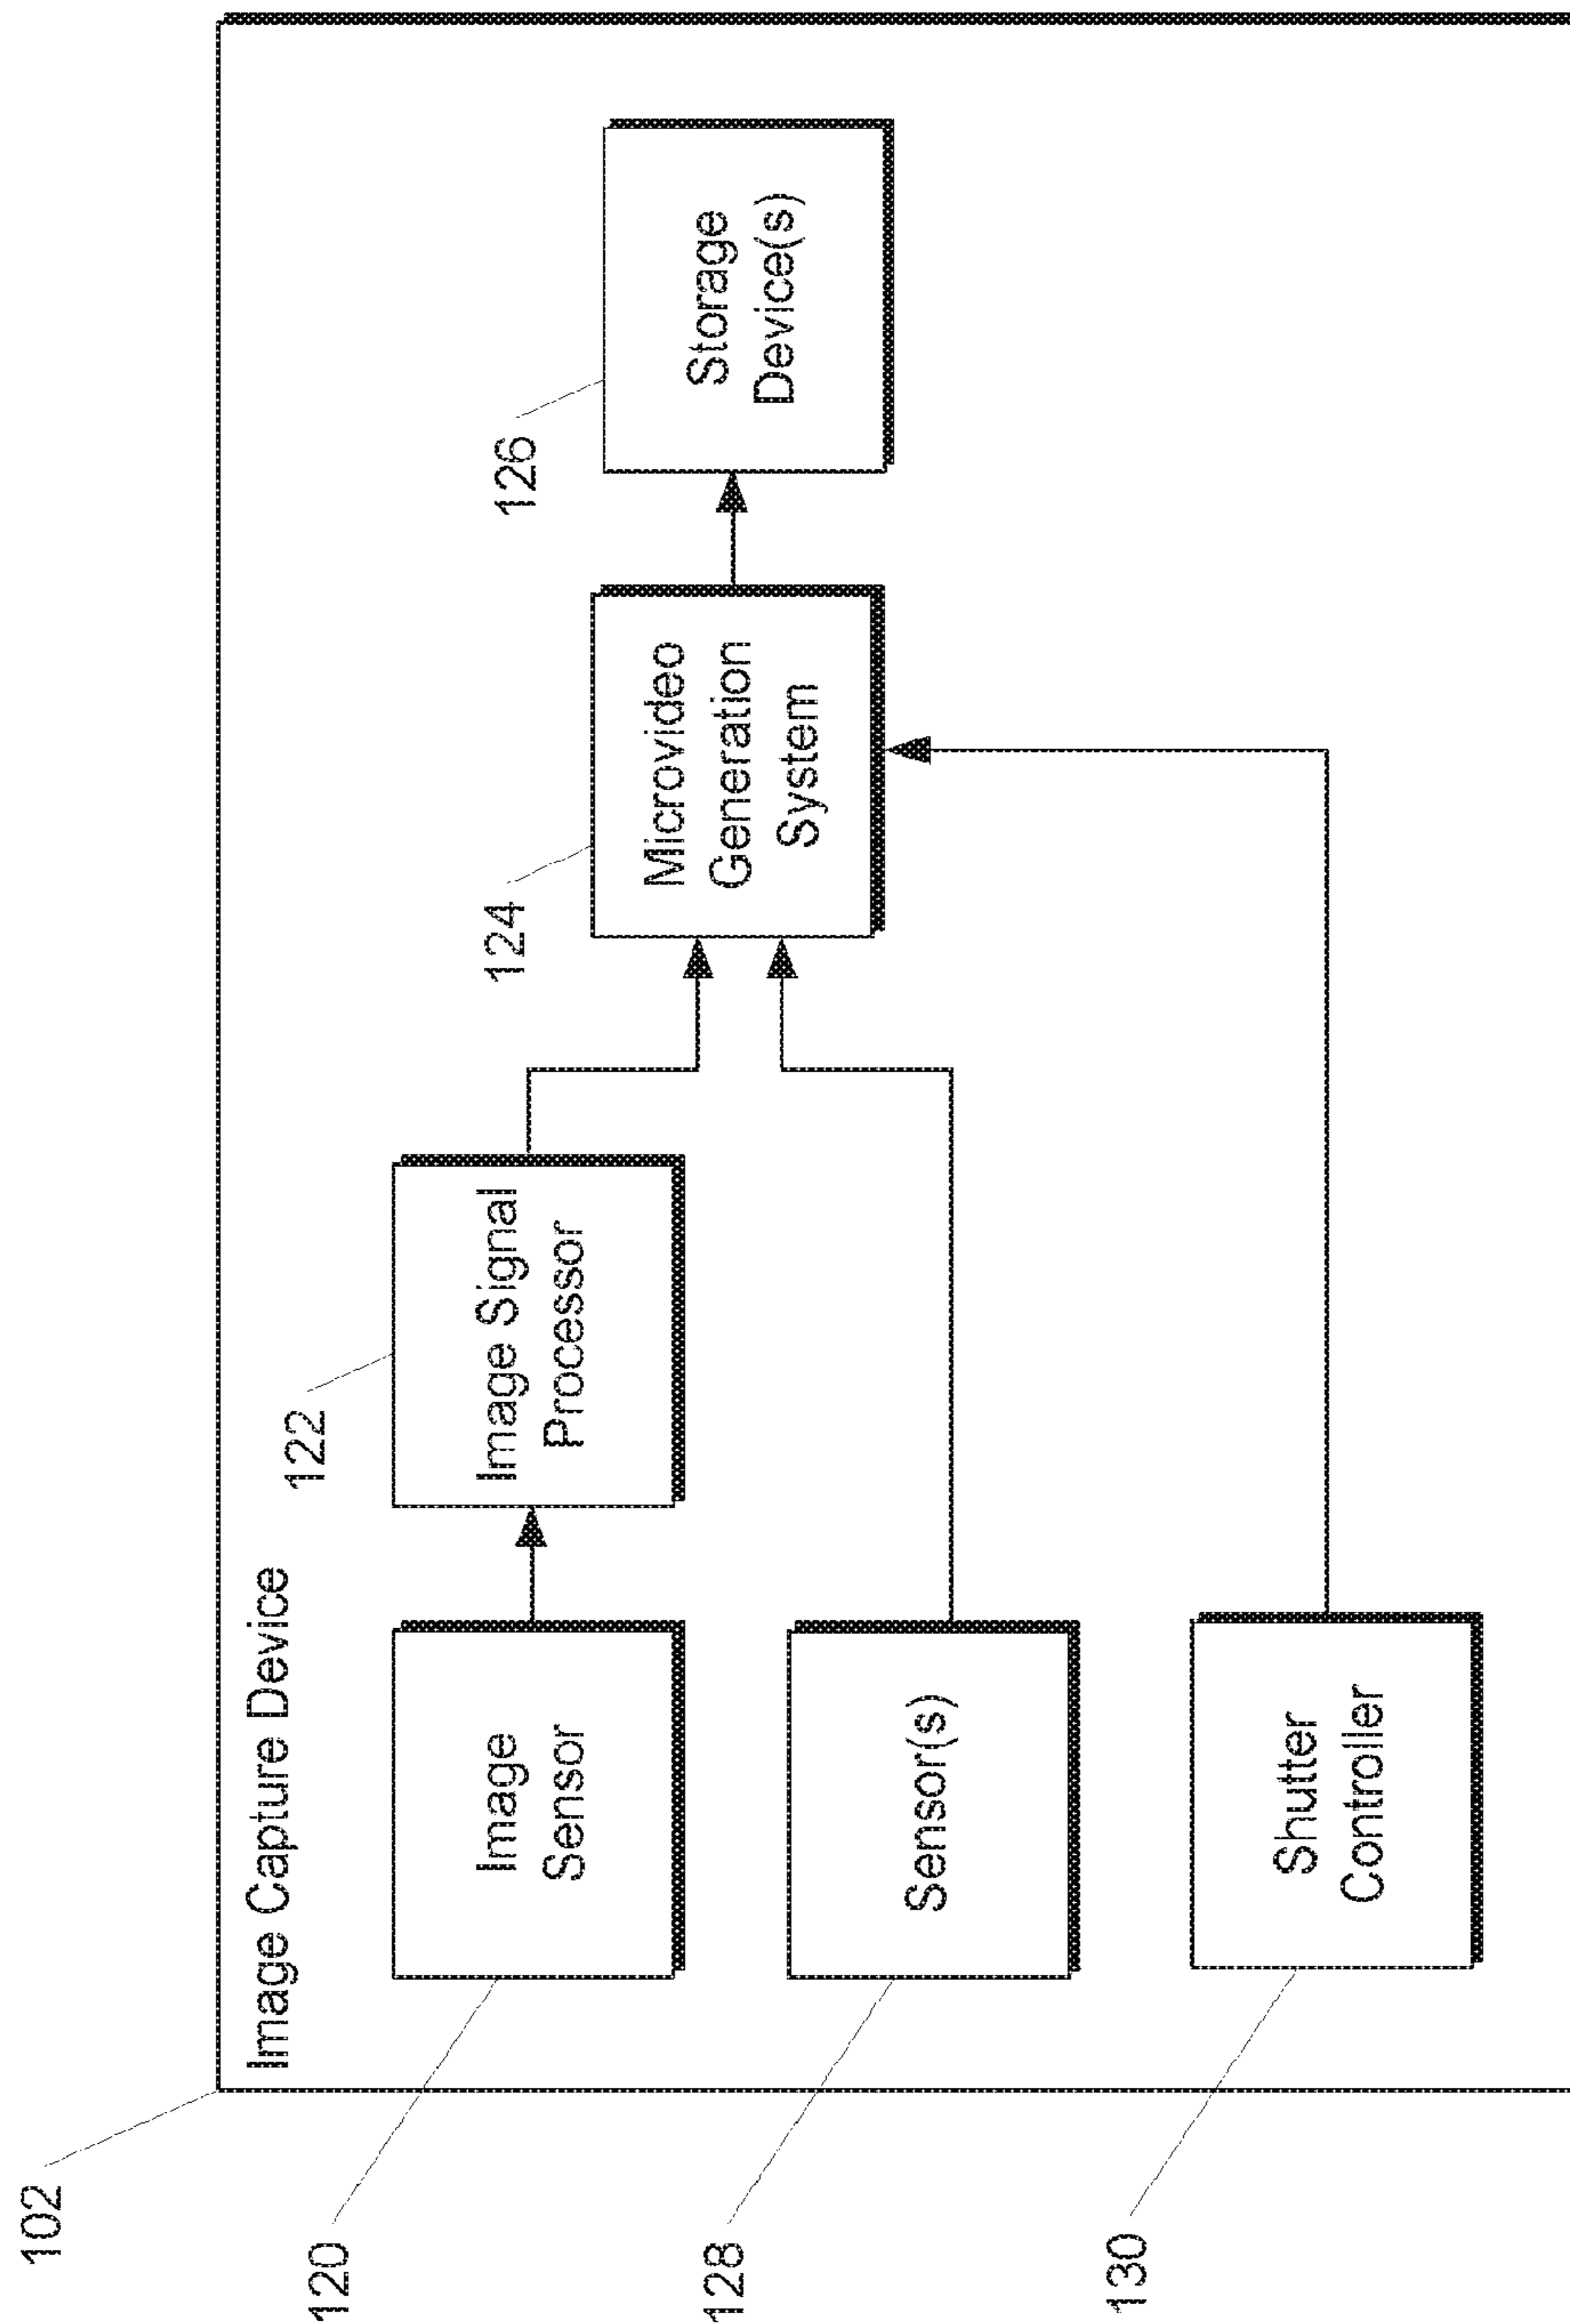 102
Image Capture Device
120
Image
Sensor
122
Image Signal
Processor
124
Microvideo
Generation
System
126
Storage
Device(s)
128
Sensor(s)
130
Shutter
Controller